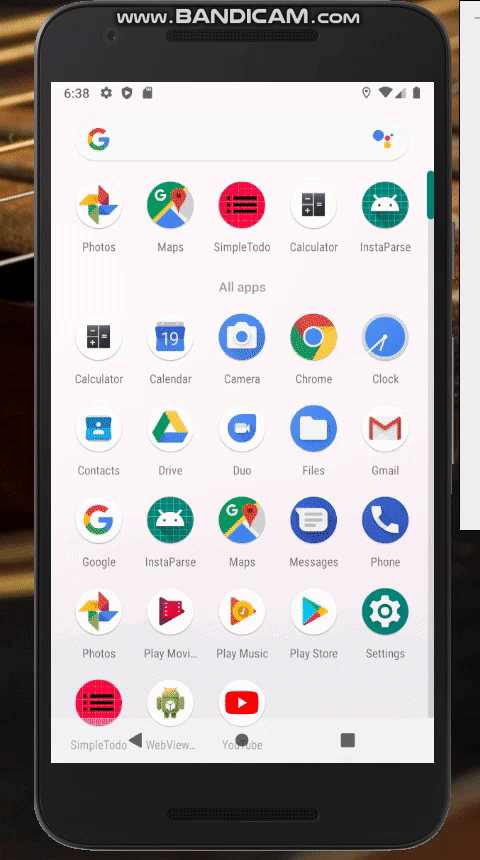 www.BANDICAM.com
6:38
Photos Maps SimpleTodo Calculator InstaParse
All apps
Calculator Calendar Camera Chrome Clock
Contacts Drive Duo Files Gmail
Google InstaParse Maps Messages Phone
Photos Play Movi… Play Music Play Store Settings
SimpleTodo WebView… YouTube